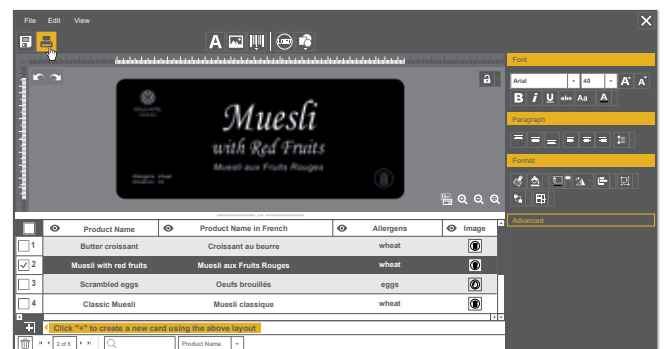 File Edit View
Font
Arial 40
Paragraph
Format
Advanced
Muesli
with Red Fruits
Muesli aux Fruits Rouges
Allergens wheat
Product Name Product Name in French Allergens Image
1 Butter croissant Croissant au beurre wheat
2 Muesli with red fruits Muesli aux Fruits Rouges wheat
3 Scrambled eggs Oeufs brouillés eggs
4 Classic Muesli Muesli classique wheat
Click "+" to create a new card using the above layout
2 of 6 Product Name